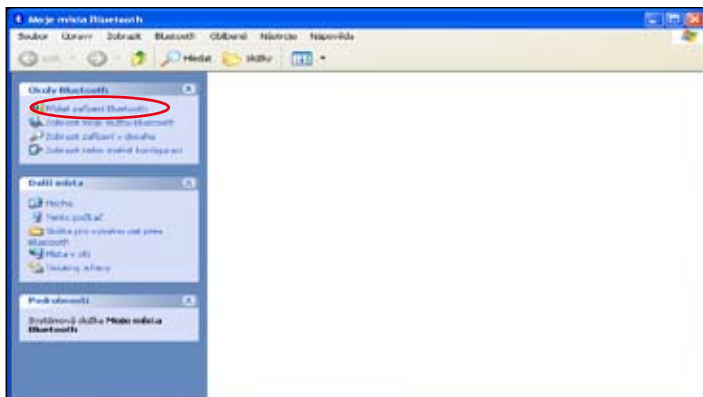 Moje místa Bluetooth
Soubor Úpravy Zobrazit Bluetooth Oblíbené Nástroje Nápověda
Zpět Hledat Složky
Úkoly Bluetooth
Přidat zařízení Bluetooth
Zobrazit moje služby Bluetooth
Zobrazit zařízení v dosahu
Zobrazit nebo změnit konfiguraci
Další místa
Plocha
Tento počítač
Složka pro výměnu dat přes
Bluetooth
Místa v síti
Tiskárny a faxy
Podrobnosti
Systémová složka Moje místa
Bluetooth